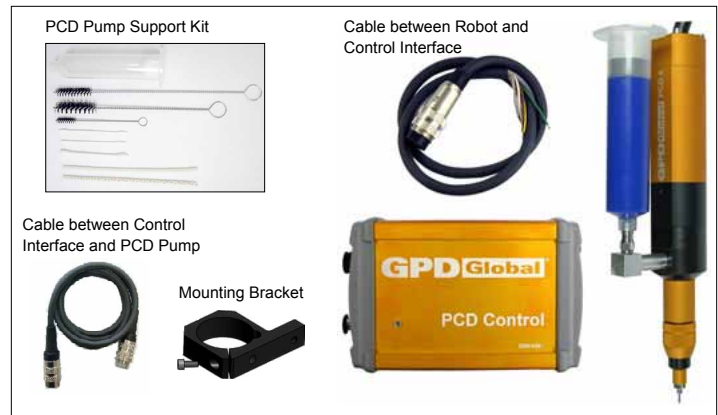 PCD Pump Support Kit
Cable between Robot and
Control Interface
Cable between Control
Interface and PCD Pump
Mounting Bracket
GPD Global
PCD Control
GPD Global